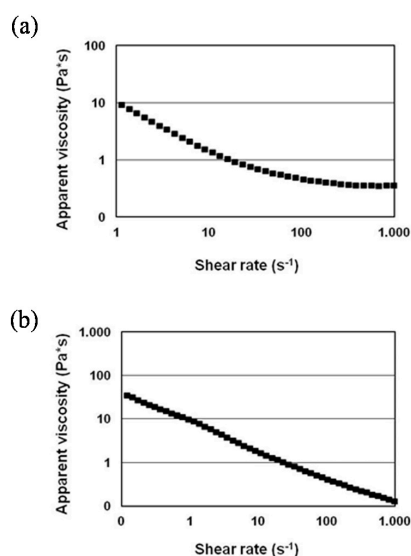 (a)
100
10
1
0
Apparent viscosity (Pa*s)
1 10 100 1.000
Shear rate (s⁻¹)
(b)
1.000
100
10
1
0
Apparent viscosity (Pa*s)
0 1 10 100 1.000
Shear rate (s⁻¹)